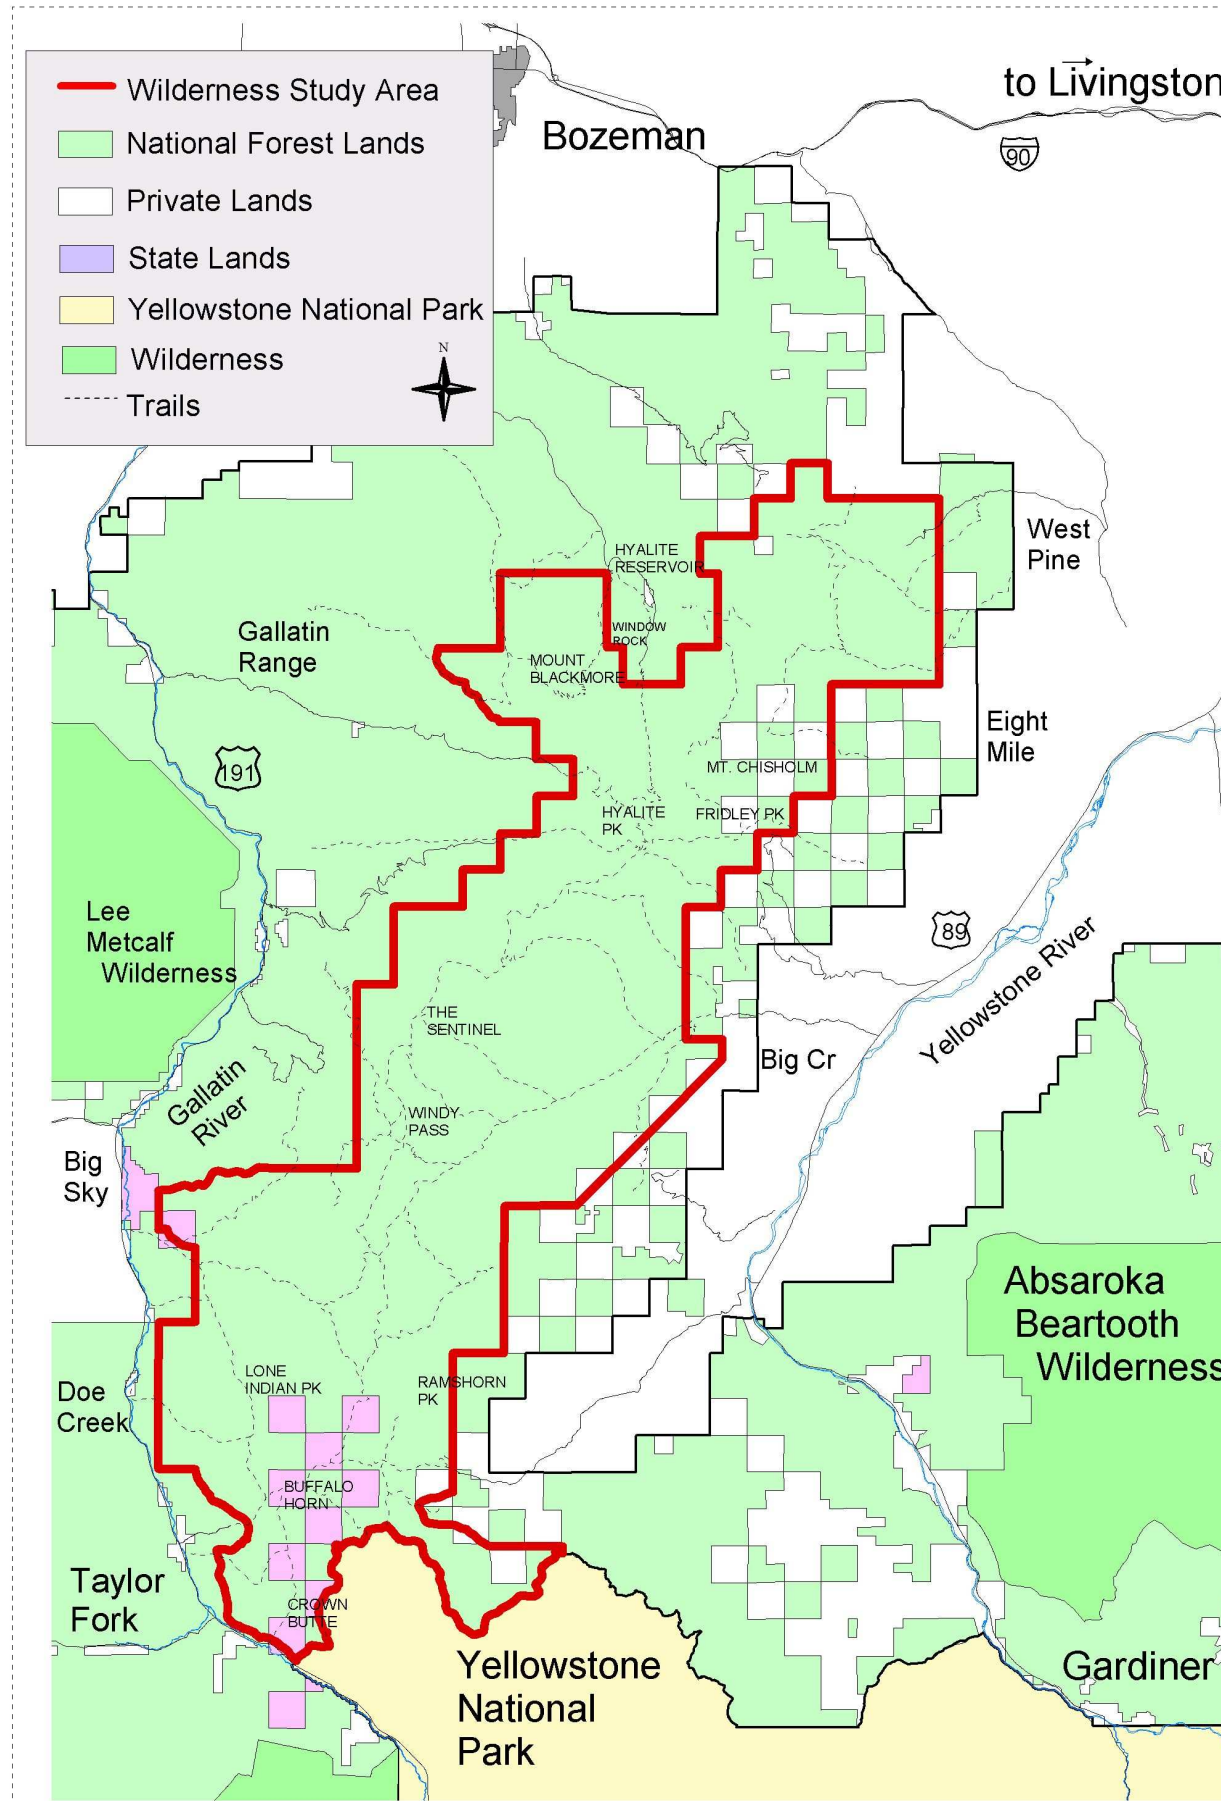 Wilderness Study Area
National Forest Lands
Private Lands
State Lands
Yellowstone National Park
Wilderness
Trails
N
Bozeman
to Livingston
90
West
Pine
HYALITE
RESERVOIR
WINDOW
ROCK
Gallatin
Range
MOUNT
BLACKMORE
Eight
Mile
191
MT. CHISHOLM
HYALITE
PK
FRIDLEY PK
Lee
Metcalf
Wilderness
89
Yellowstone River
THE
SENTINEL
Big Cr
Gallatin
River
WINDY
PASS
Big
Sky
Absaroka
Beartooth
Wilderness
LONE
INDIAN PK
RAMSHORN
PK
Doe
Creek
BUFFALO
HORN
Taylor
Fork
CROWN
BUTTE
Yellowstone
National
Park
Gardiner